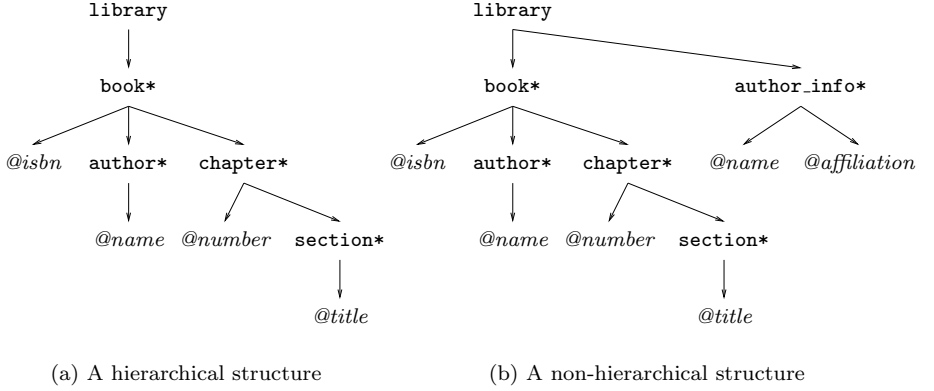 library library
book* book* author_info*
@isbn author* chapter* @isbn author* chapter* @name @affiliation
@name @number section* @name @number section*
@title @title
(a) A hierarchical structure (b) A non-hierarchical structure